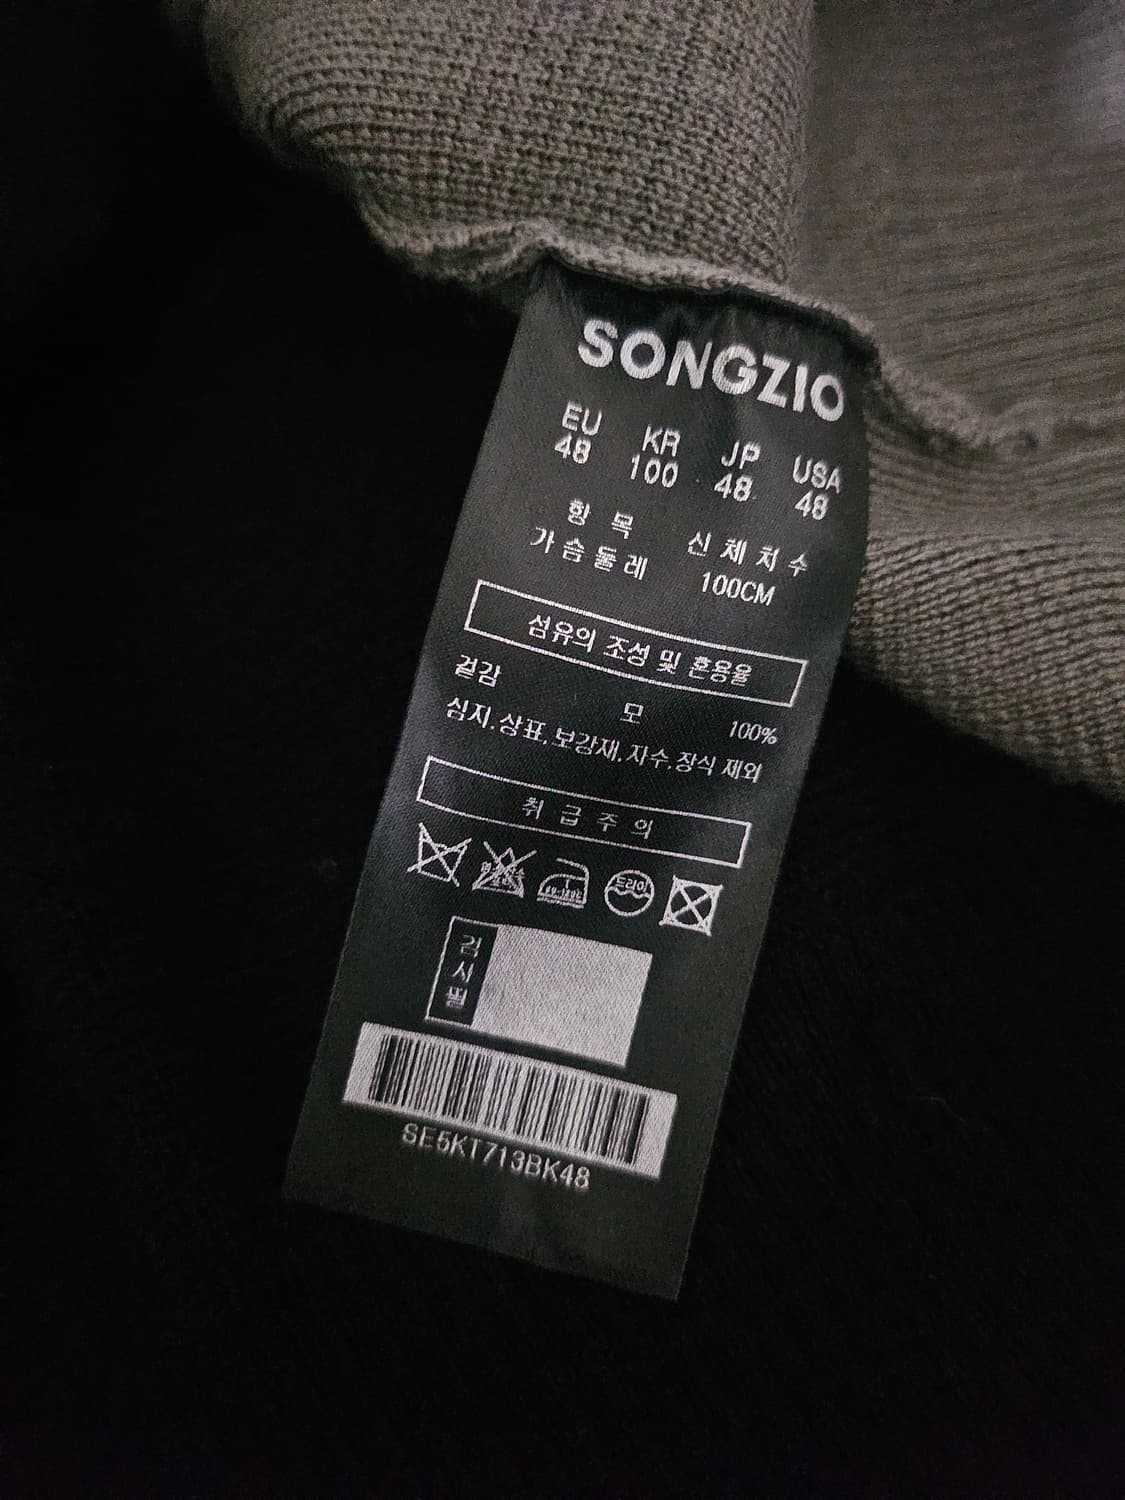 SONGZIO
EU KR JP USA
48 100 48 48
항 목 신 체 치 수
가 슴 둘 레 100CM
섬유의 조성 및 혼용율
겉감 모 100%
심지,상표,보강재,자수,장식 제외
취 급 주 의
드라이
검사필
SE5KT713BK48